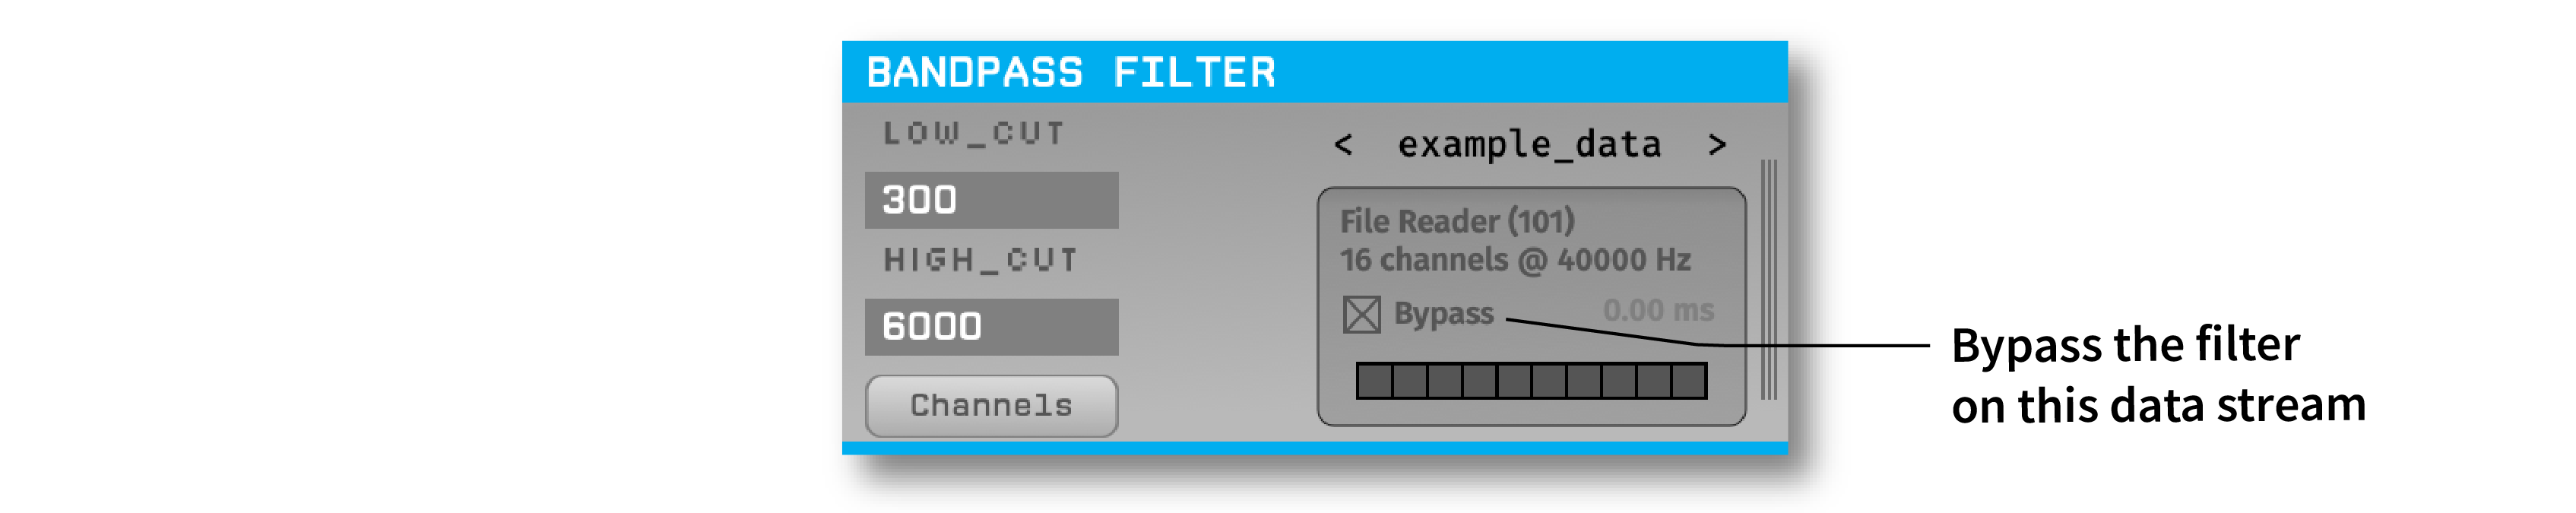 BANDPASS FILTER
LOW_CUT
300
HIGH_CUT
6000
Channels
< example_data >
File Reader (101)
16 channels @ 40000 Hz
Bypass 0.00 ms
Bypass the filter
on this data stream